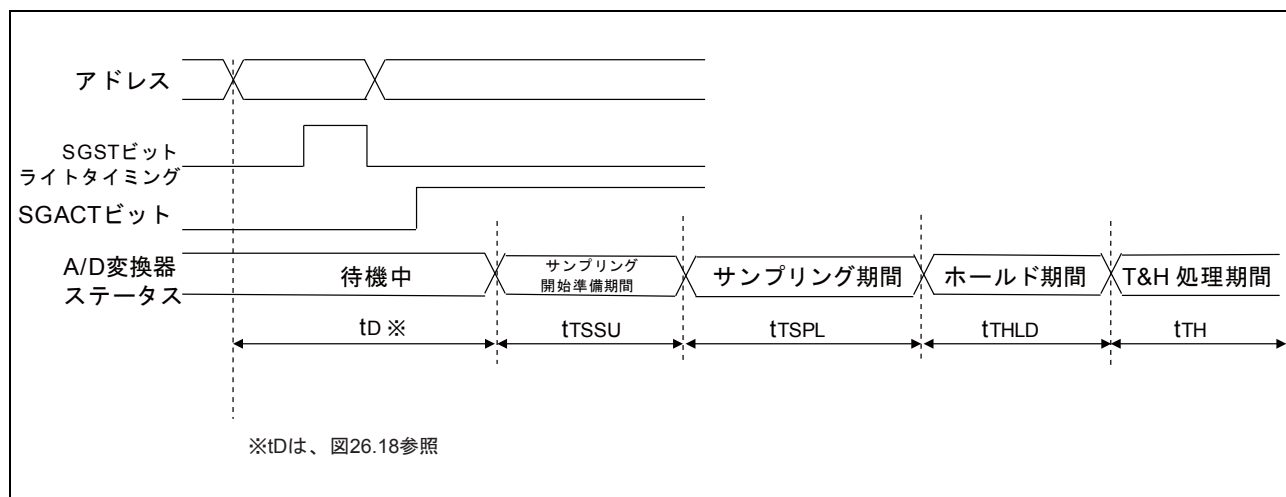 アドレス
SGSTビット
ライトタイミング
SGACTビット
A/D変換器
ステータス
待機中
サンプリング
開始準備期間
サンプリング期間
ホールド期間
T&H 処理期間
tD ※
tTSSU
tTSPL
tTHLD
tTH
※tDは、図26.18参照